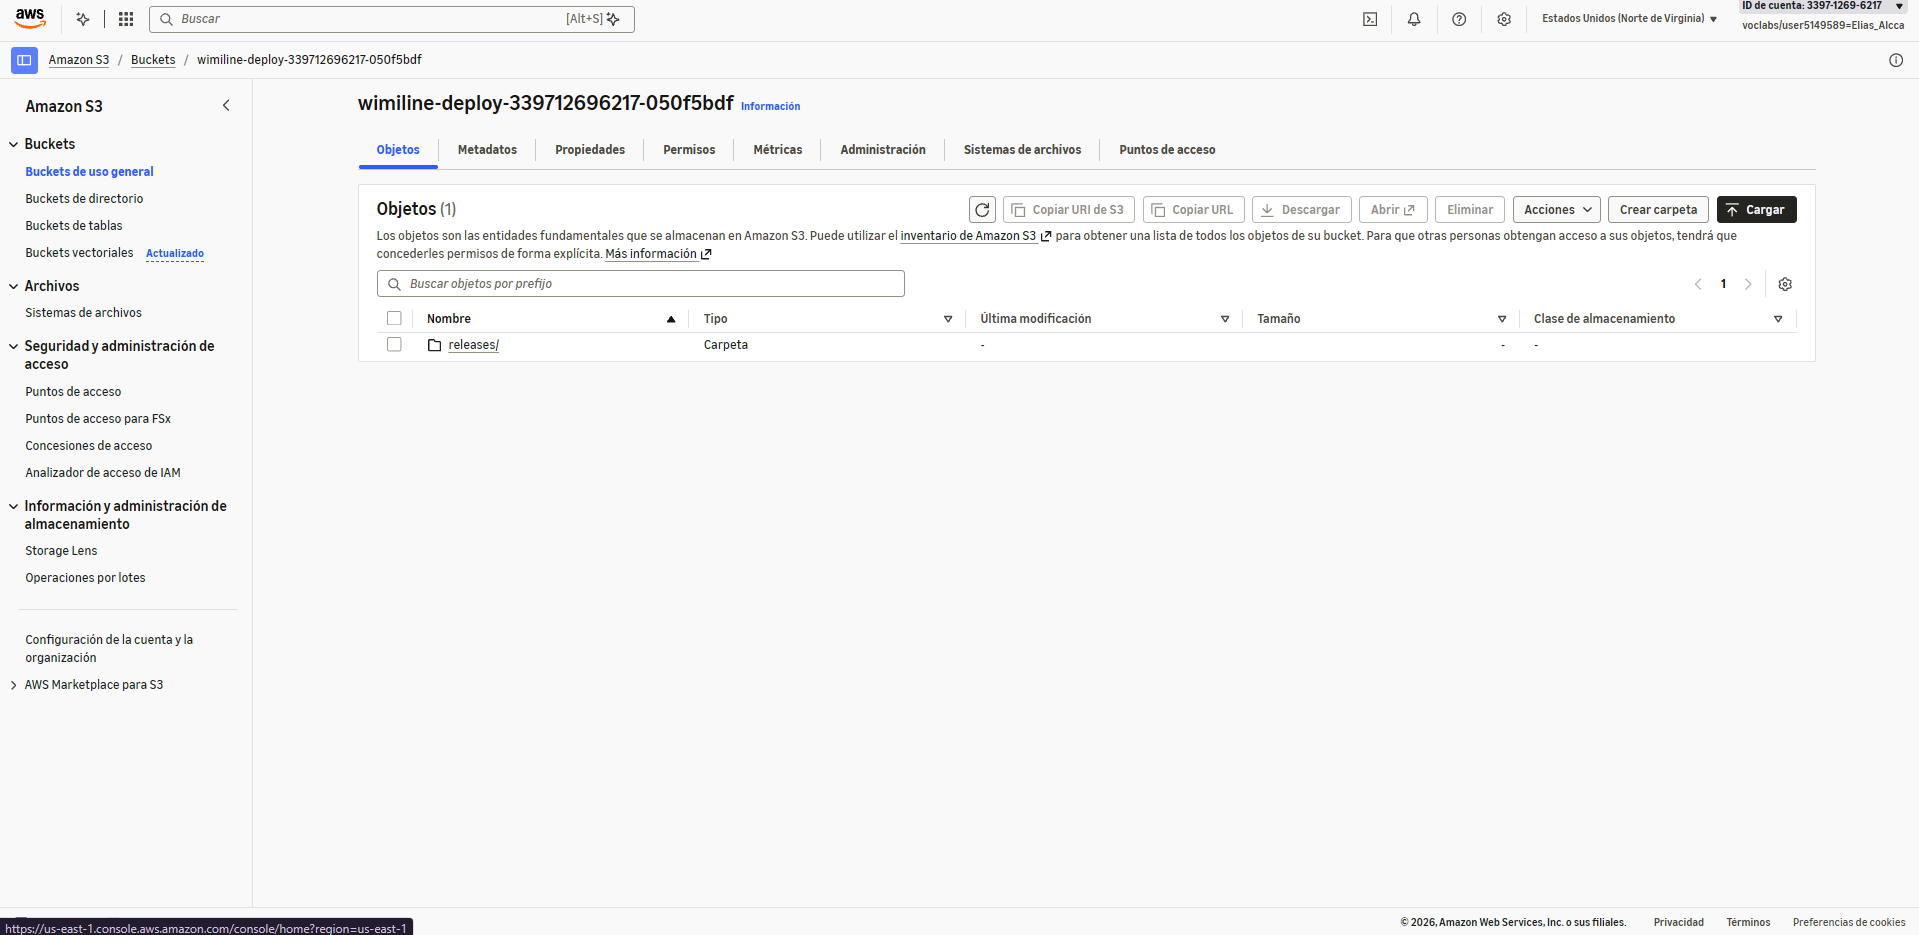 aws
Buscar [Alt+S]
Estados Unidos (Norte de Virginia)
ID de cuenta: 3397-1269-6217
voclabs/user5149589=Elias_Alcca
Amazon S3 / Buckets / wimiline-deploy-339712696217-050f5bdf
Amazon S3
Buckets
Buckets de uso general
Buckets de directorio
Buckets de tablas
Buckets vectoriales Actualizado
Archivos
Sistemas de archivos
Seguridad y administración de
acceso
Puntos de acceso
Puntos de acceso para FSx
Concesiones de acceso
Analizador de acceso de IAM
Información y administración de
almacenamiento
Storage Lens
Operaciones por lotes
Configuración de la cuenta y la
organización
AWS Marketplace para S3
wimiline-deploy-339712696217-050f5bdf Información
Objetos Metadatos Propiedades Permisos Métricas Administración Sistemas de archivos Puntos de acceso
Objetos (1)
Copiar URI de S3 Copiar URL Descargar Abrir Eliminar Acciones Crear carpeta Cargar
Los objetos son las entidades fundamentales que se almacenan en Amazon S3. Puede utilizar el inventario de Amazon S3 para obtener una lista de todos los objetos de su bucket. Para que otras personas obtengan acceso a sus objetos, tendrá que
concederles permisos de forma explícita. Más información
Buscar objetos por prefijo
1
Nombre Tipo Última modificación Tamaño Clase de almacenamiento
releases/ Carpeta - - -
https://us-east-1.console.aws.amazon.com/console/home?region=us-east-1
© 2026, Amazon Web Services, Inc. o sus filiales. Privacidad Términos Preferencias de cookies